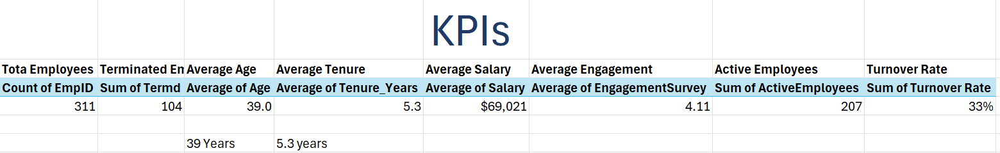 KPIs
Tota Employees Terminated En Average Age Average Tenure Average Salary Average Engagement Active Employees Turnover Rate
Count of EmpID Sum of Termd Average of Age Average of Tenure_Years Average of Salary Average of EngagementSurvey Sum of ActiveEmployees Sum of Turnover Rate
311 104 39.0 5.3 $69,021 4.11 207 33%
39 Years 5.3 years